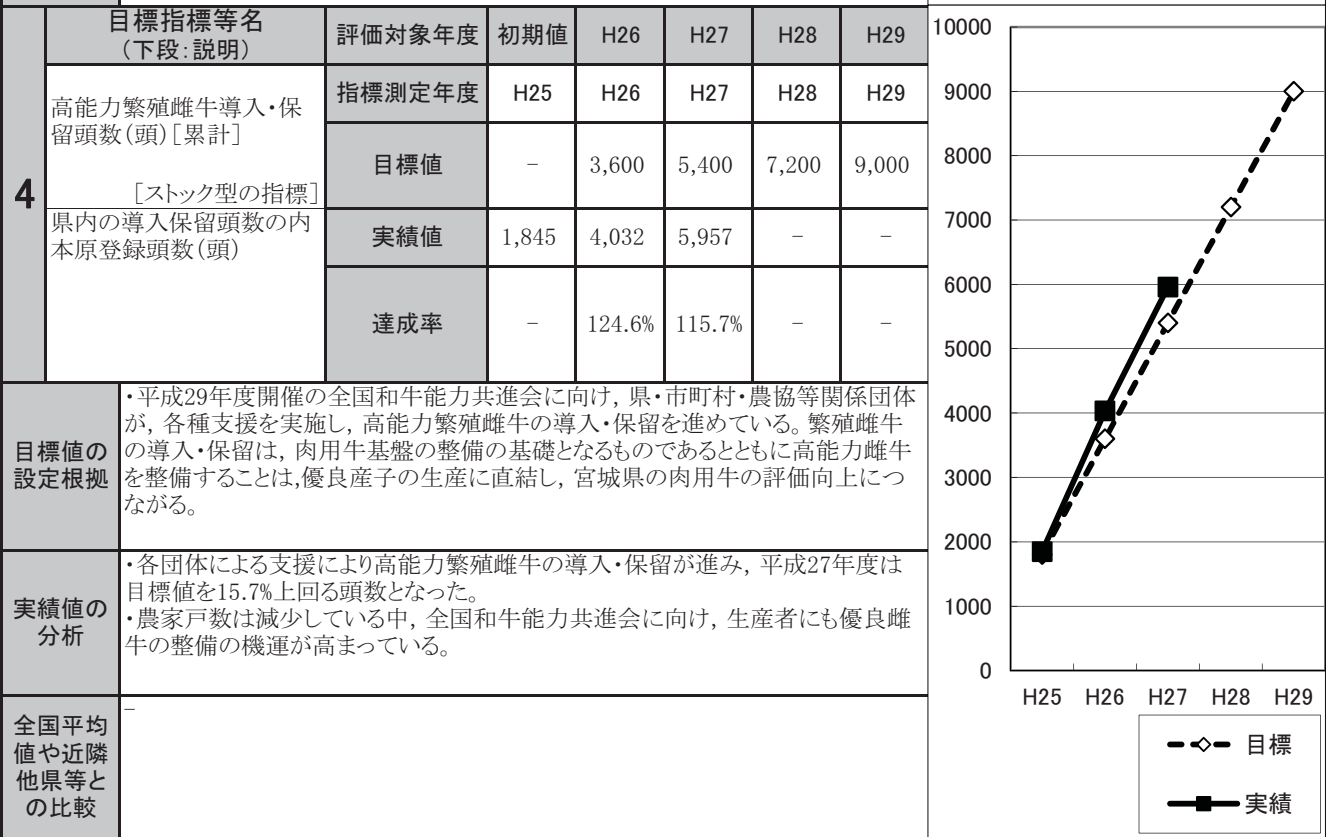 4
目標指標等名
(下段:説明)
評価対象年度 初期値 H26 H27 H28 H29
高能力繁殖雌牛導入・保
留頭数(頭)[累計]
[ストック型の指標]
県内の導入保留頭数の内
本原登録頭数(頭)
指標測定年度 H25 H26 H27 H28 H29
目標値 - 3,600 5,400 7,200 9,000
実績値 1,845 4,032 5,957 - -
達成率 - 124.6% 115.7% - -
目標値の
設定根拠
・平成29年度開催の全国和牛能力共進会に向け,県・市町村・農協等関係団体
が,各種支援を実施し,高能力繁殖雌牛の導入・保留を進めている。繁殖雌牛
の導入・保留は,肉用牛基盤の整備の基礎となるものであるとともに高能力雌牛
を整備することは,優良産子の生産に直結し,宮城県の肉用牛の評価向上につ
ながる。
実績値の
分析
・各団体による支援により高能力繁殖雌牛の導入・保留が進み,平成27年度は
目標値を15.7%上回る頭数となった。
・農家戸数は減少している中,全国和牛能力共進会に向け,生産者にも優良雌
牛の整備の機運が高まっている。
全国平均
値や近隣
他県等と
の比較
-
10000
9000
8000
7000
6000
5000
4000
3000
2000
1000
0
H25 H26 H27 H28 H29
目標
実績